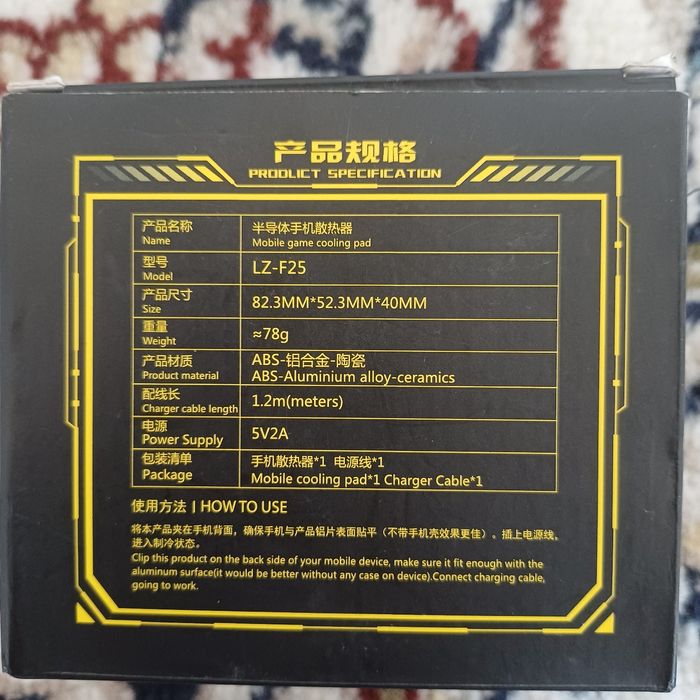 产品规格
PRODLICT SPECIFICATION
产品名称 半导体手机散热器
Name Mobile game cooling pad
型号
Model LZ-F25
产品尺寸
Size 82.3MM*52.3MM*40MM
重量
Weight ≈78g
产品材质 ABS-铝合金-陶瓷
Product material ABS-Aluminium alloy-ceramics
配线长
Charger cable length 1.2m(meters)
电源
Power Supply 5V2A
包装清单 手机散热器*1 电源线*1
Package Mobile cooling pad*1 Charger Cable*1
使用方法 | HOW TO USE
将本产品夹在手机背面，确保手机与产品铝片表面贴平（不带手机壳效果更佳）。插上电源线，
进入制冷状态。
Clip this product on the back side of your mobile device, make sure it fit enough with the
aluminum surface(it would be better without any case on device).Connect charging cable,
going to work.